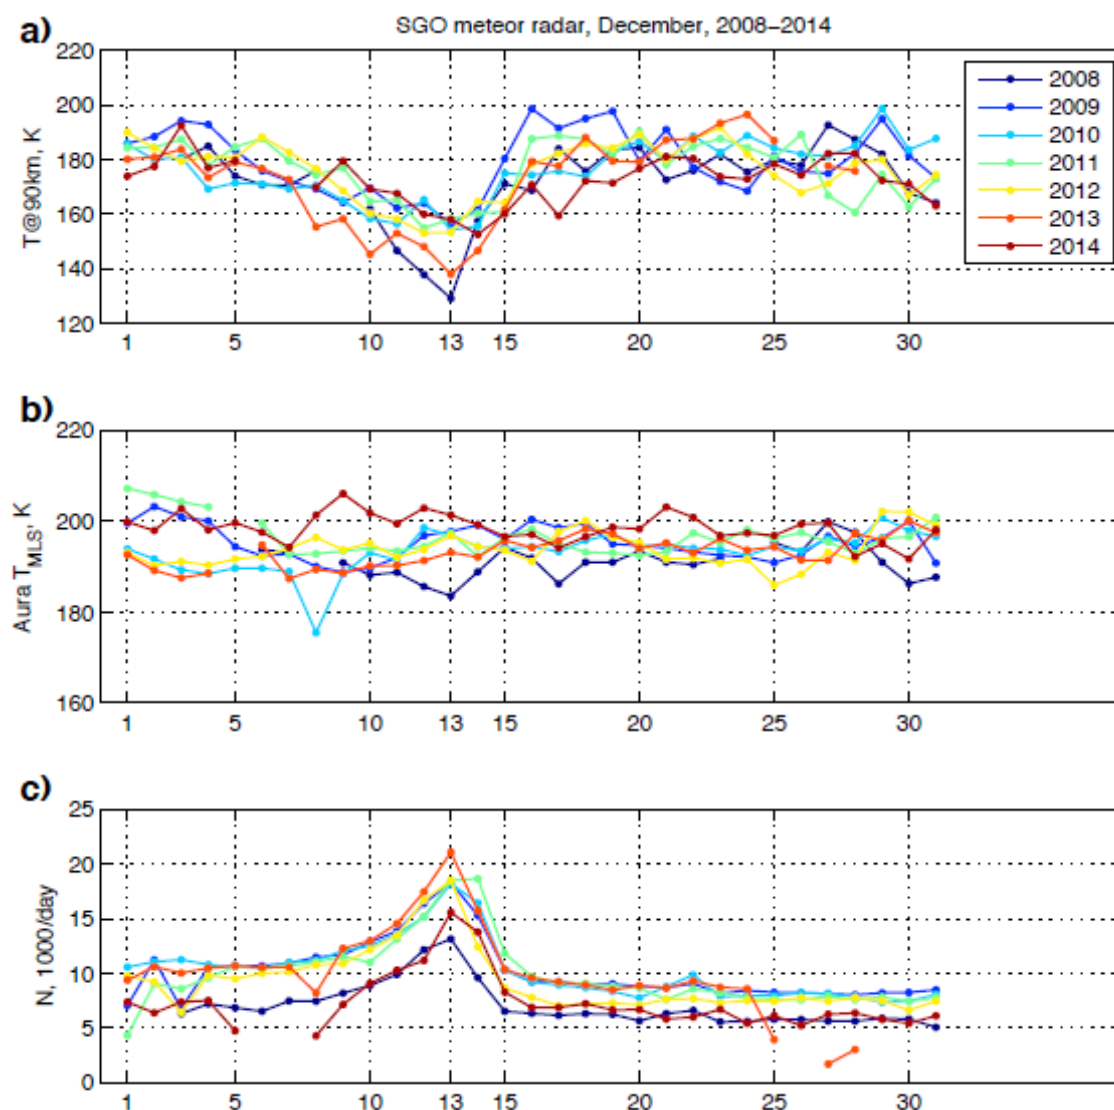 a)
SGO meteor radar, December, 2008–2014
T@90km, K
220
200
180
160
140
120
1 5 10 13 15 20 25 30
2008
2009
2010
2011
2012
2013
2014
b)
Aura T_MLS, K
220
200
180
160
1 5 10 13 15 20 25 30
c)
N, 1000/day
25
20
15
10
5
0
1 5 10 13 15 20 25 30